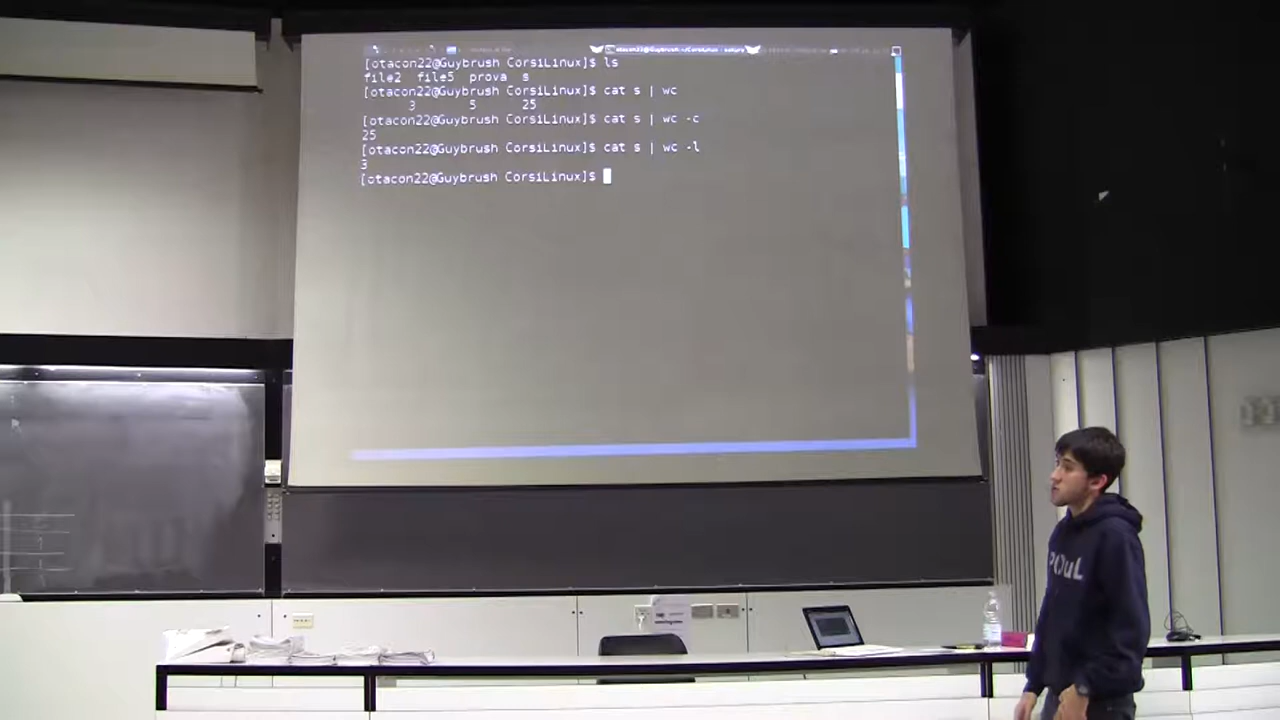 [otacon22@Guybrush CorsiLinux]$ ls
file2 file5 prova s
[otacon22@Guybrush CorsiLinux]$ cat s | wc
3 5 25
[otacon22@Guybrush CorsiLinux]$ cat s | wc -c
25
[otacon22@Guybrush CorsiLinux]$ cat s | wc -l
3
[otacon22@Guybrush CorsiLinux]$
POuL